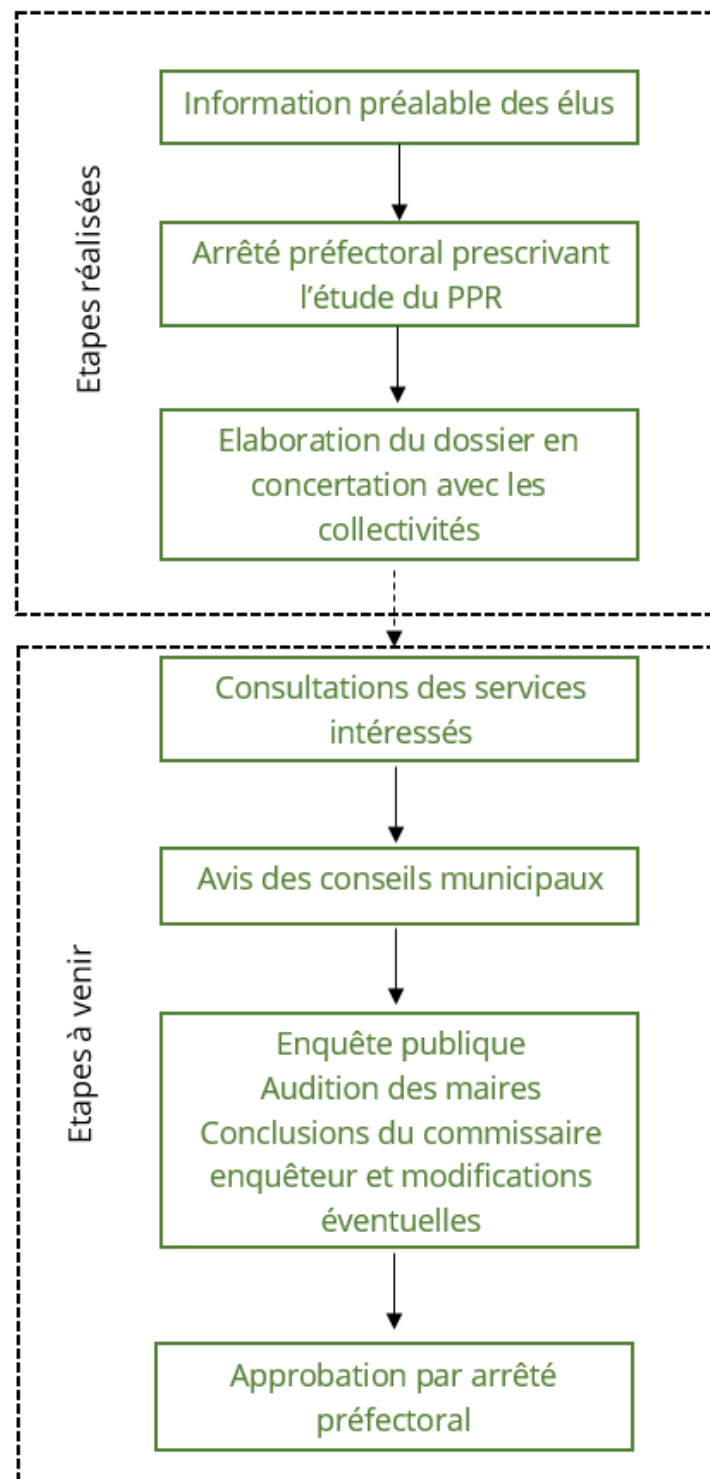 Etapes réalisées
Information préalable des élus
Arrêté préfectoral prescrivant
l'étude du PPR
Elaboration du dossier en
concertation avec les
collectivités
Etapes à venir
Consultations des services
intéressés
Avis des conseils municipaux
Enquête publique
Audition des maires
Conclusions du commissaire
enquêteur et modifications
éventuelles
Approbation par arrêté
préfectoral